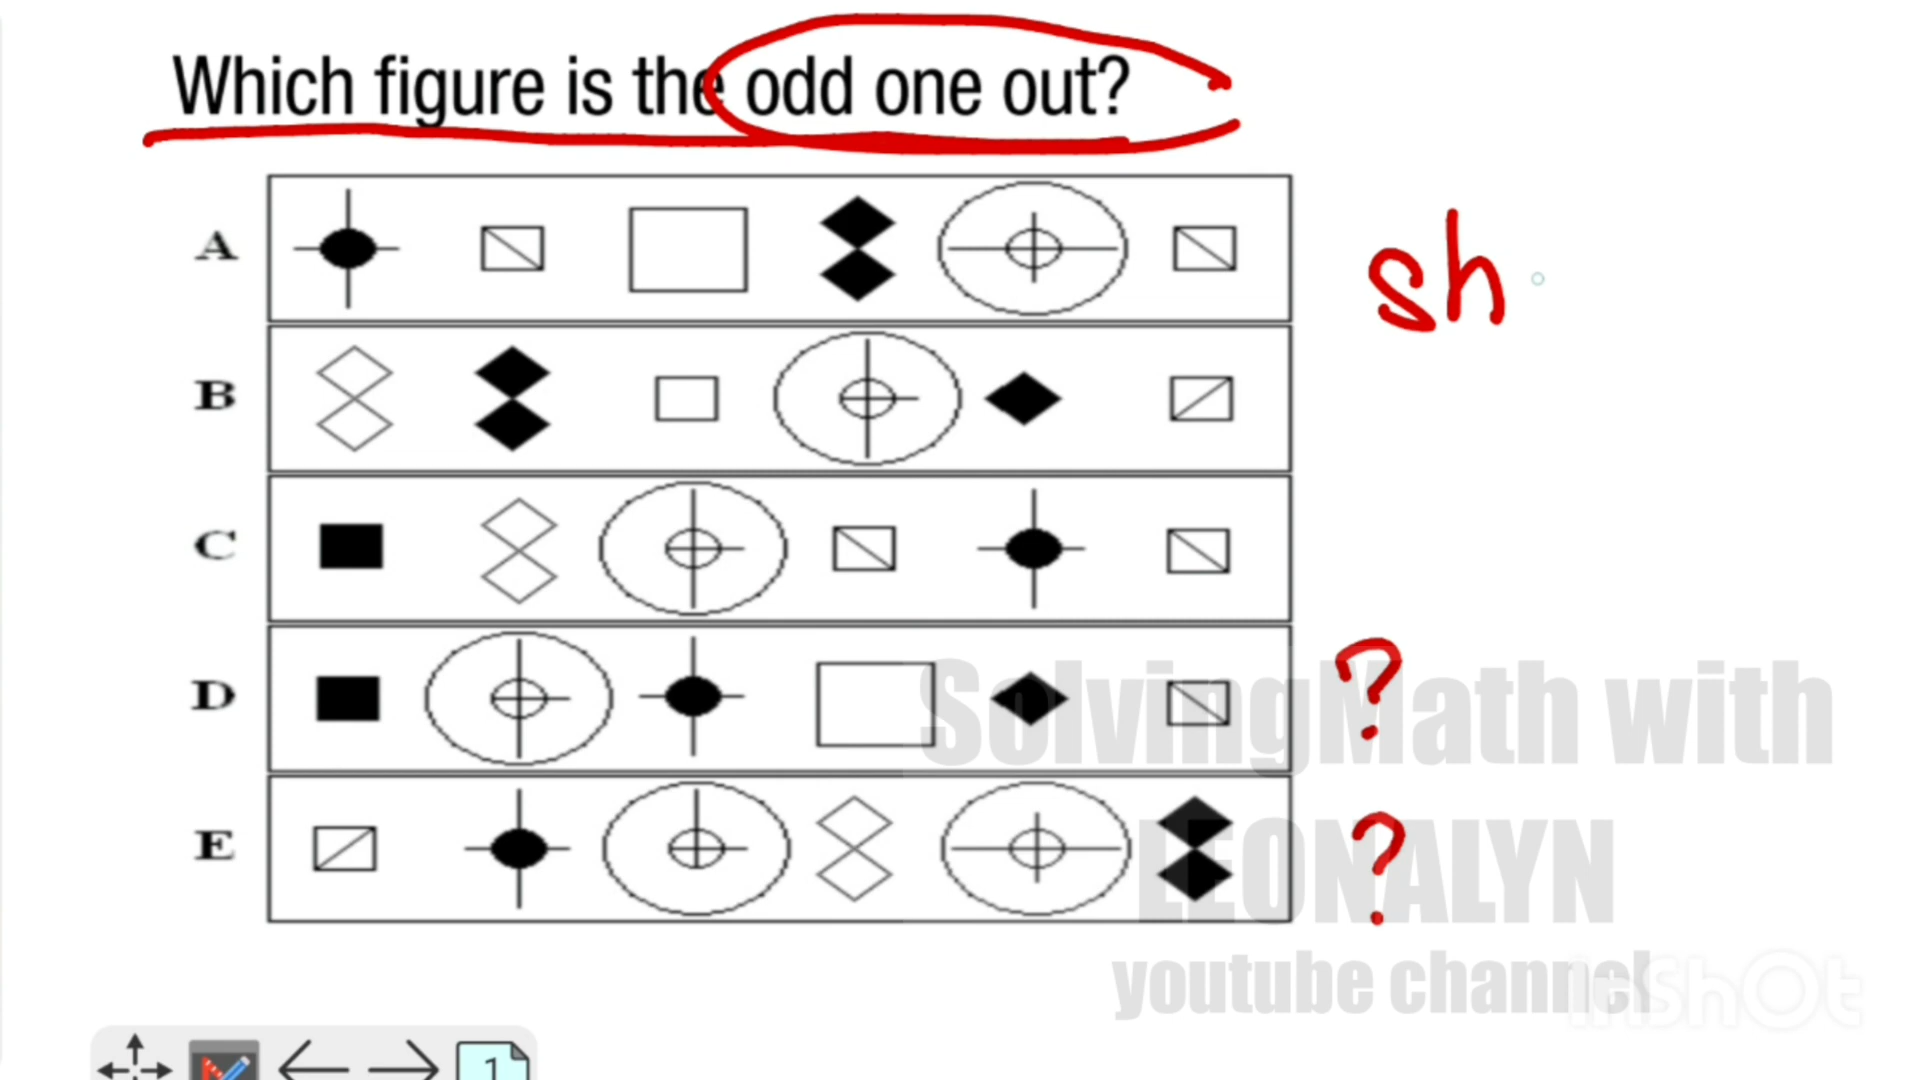 Which figure is the odd one out?
A
sh
B
C
D
?
SolvingMath with
E
?
LEONALYN
youtube channel
InShOt
1